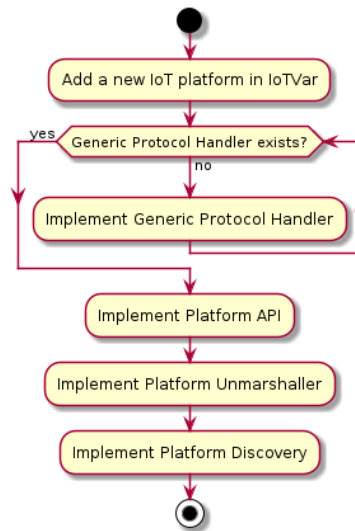 Add a new IoT platform in IoTVar
yes
Generic Protocol Handler exists?
no
Implement Generic Protocol Handler
Implement Platform API
Implement Platform Unmarshaller
Implement Platform Discovery